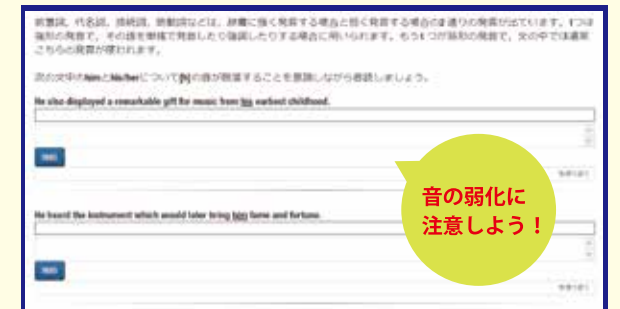 前置詞、代名詞、接続詞、助動詞などは、辞書に強く発音する場合と弱く発音する場合の2通りの発音が出ています。1つは
強形の発音で、その語を単独で発音したり強調したりする場合に用いられます。もう1つが弱形の発音で、文の中では通常
こちらの発音が使われます。
次の文中のhimとhis/herについて[h]の音が脱落することを意識しながら音読しましょう。
He also displayed a remarkable gift for music from his earliest childhood.
音の弱化に
注意しよう！
He heard the instrument which would later bring him fame and fortune.